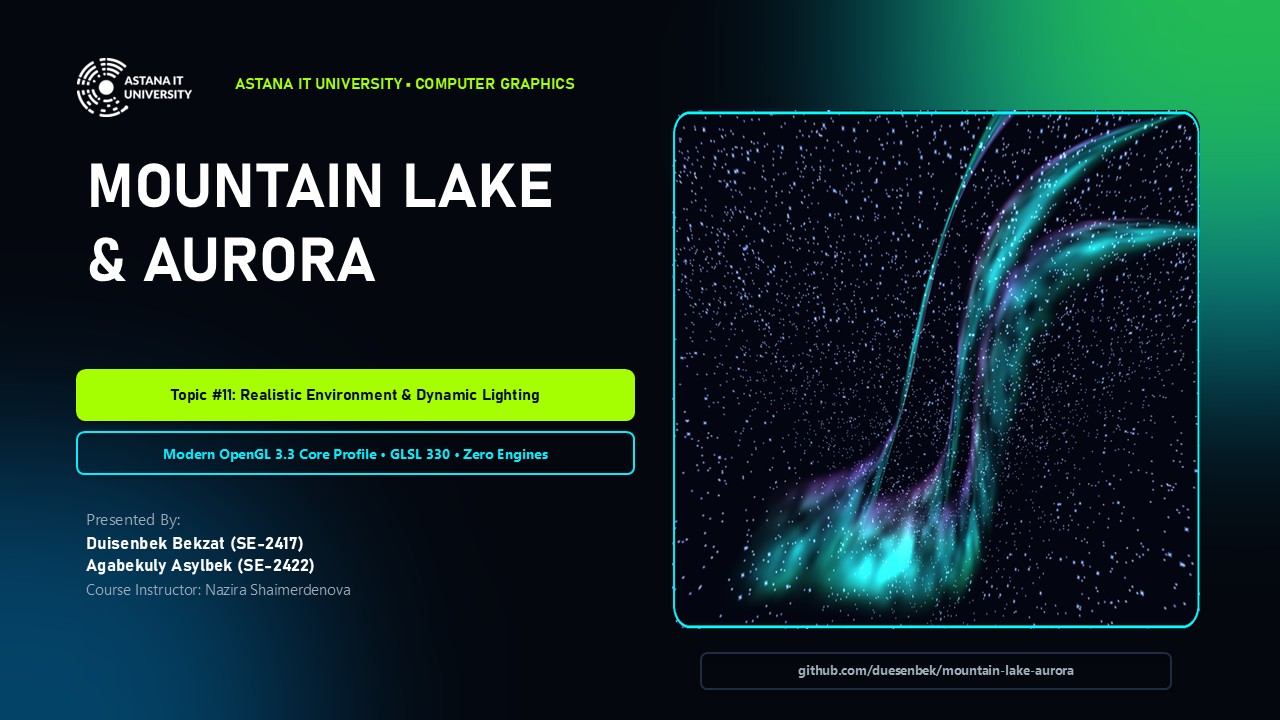 ASTANA IT
UNIVERSITY
ASTANA IT UNIVERSITY ▪ COMPUTER GRAPHICS
MOUNTAIN LAKE
& AURORA
Topic #11: Realistic Environment & Dynamic Lighting
Modern OpenGL 3.3 Core Profile • GLSL 330 • Zero Engines
Presented By:
Duisenbek Bekzat (SE-2417)
Agabekuly Asylbek (SE-2422)
Course Instructor: Nazira Shaimerdenova
github.com/duesenbek/mountain-lake-aurora